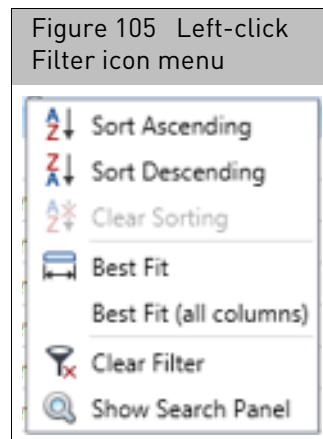 Figure 105 Left-click
Filter icon menu
Sort Ascending
Sort Descending
Clear Sorting
Best Fit
Best Fit (all columns)
Clear Filter
Show Search Panel